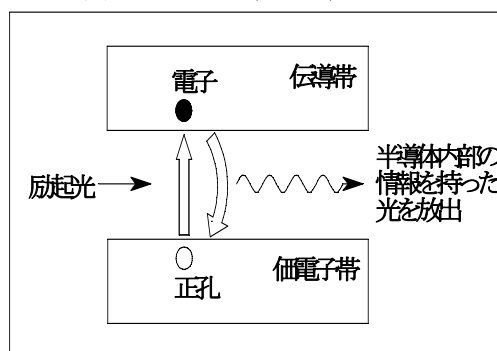 電子
伝導帯
励起光
半導体内部の
情報を持った
光を放出
価電子帯
正孔